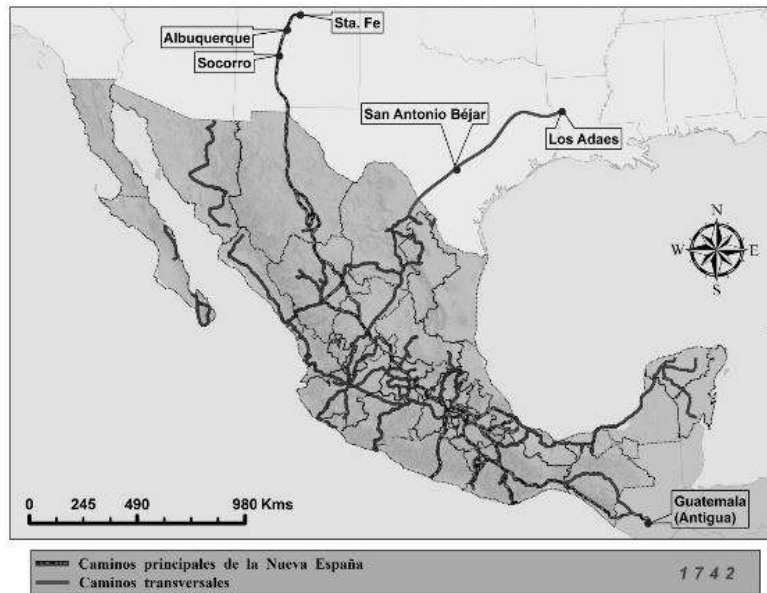 Sta. Fe
Albuquerque
Socorro
San Antonio Béjar
Los Adaes
N
W E
S
0 245 490 980 Kms
Guatemala
(Antigua)
Caminos principales de la Nueva España
Caminos transversales
1742